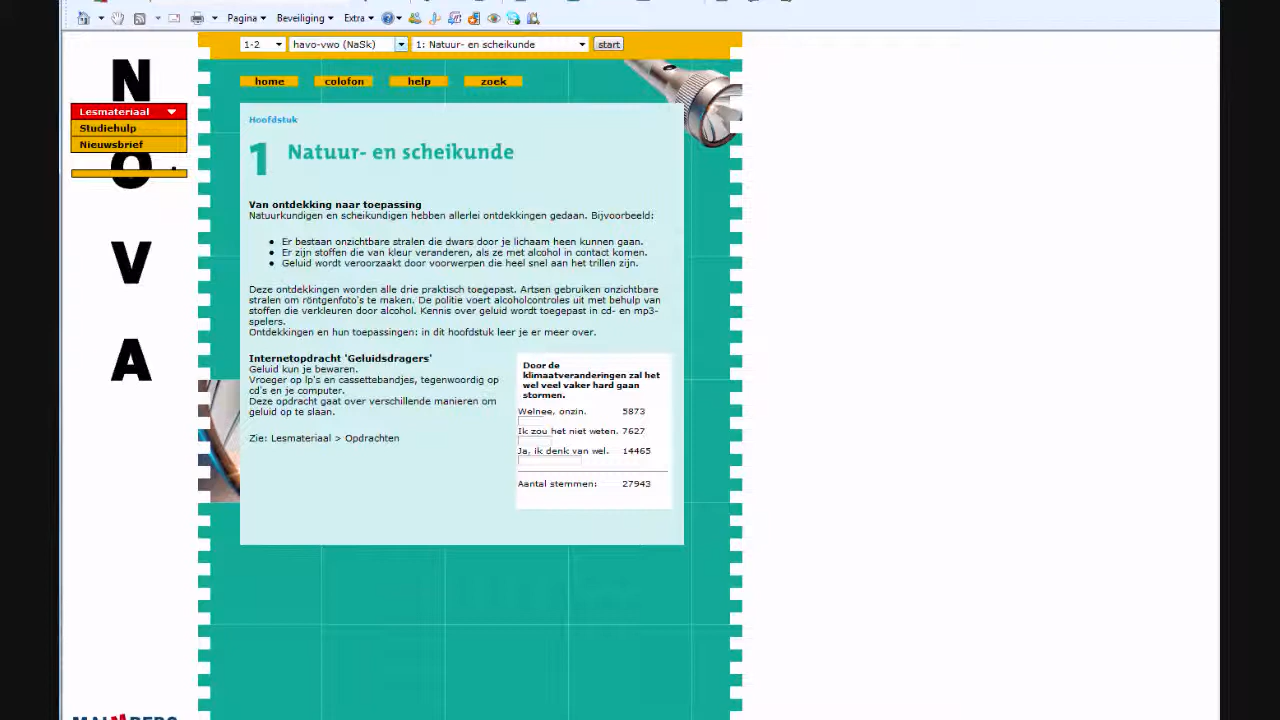 Pagina
Beveiliging
Extra
1-2
havo-vwo (NaSk)
1: Natuur- en scheikunde
start
home
colofon
help
zoek
N
O
V
A
Lesmateriaal
Studiehulp
Nieuwsbrief
Hoofdstuk
1 Natuur- en scheikunde
Van ontdekking naar toepassing
Natuurkundigen en scheikundigen hebben allerlei ontdekkingen gedaan. Bijvoorbeeld:
Er bestaan onzichtbare stralen die dwars door je lichaam heen kunnen gaan.
Er zijn stoffen die van kleur veranderen, als ze met alcohol in contact komen.
Geluid wordt veroorzaakt door voorwerpen die heel snel aan het trillen zijn.
Deze ontdekkingen worden alle drie praktisch toegepast. Artsen gebruiken onzichtbare
stralen om röntgenfoto's te maken. De politie voert alcoholcontroles uit met behulp van
stoffen die verkleuren door alcohol. Kennis over geluid wordt toegepast in cd- en mp3-
spelers.
Ontdekkingen en hun toepassingen: in dit hoofdstuk leer je er meer over.
Internetopdracht 'Geluidsdragers'
Geluid kun je bewaren.
Vroeger op lp's en cassettebandjes, tegenwoordig op
cd's en je computer.
Deze opdracht gaat over verschillende manieren om
geluid op te slaan.
Zie: Lesmateriaal > Opdrachten
Door de
klimaatveranderingen zal het
wel veel vaker hard gaan
stormen.
Welnee, onzin. 5873
Ik zou het niet weten. 7627
Ja, ik denk van wel. 14465
Aantal stemmen: 27943
MALMBERG